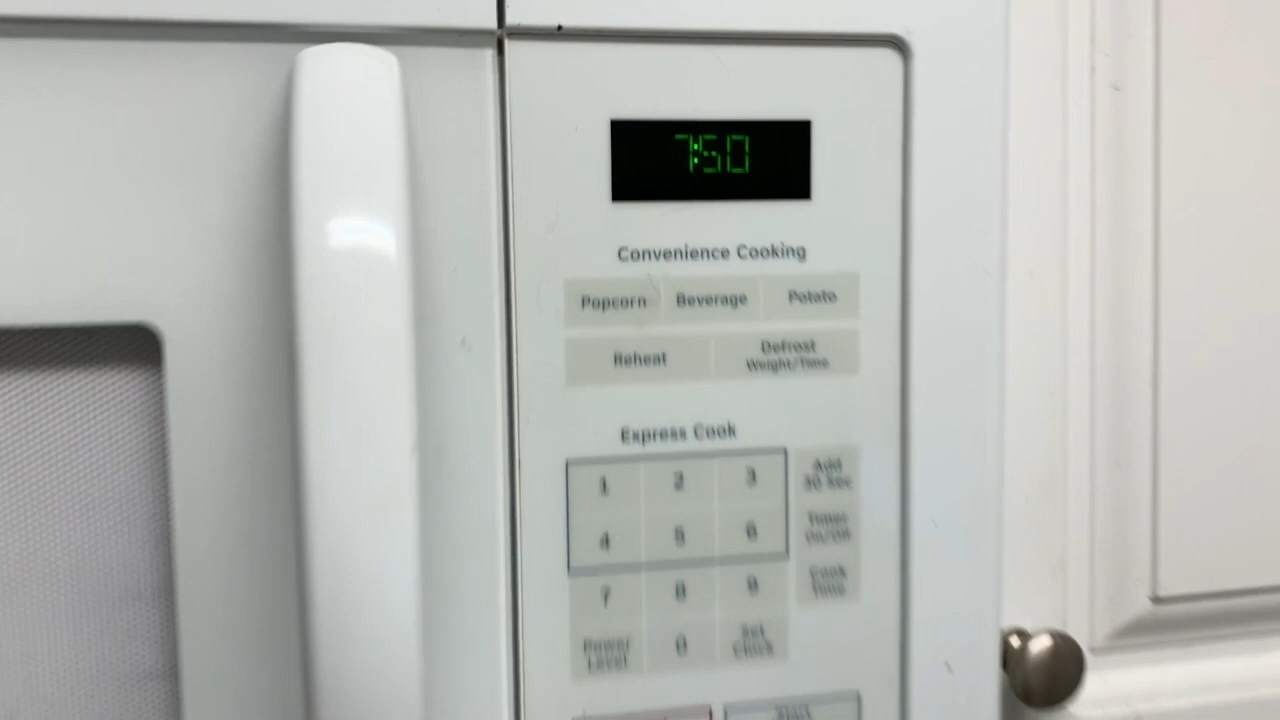 7:50
Convenience Cooking
Popcorn Beverage Potato
Reheat Defrost
Weight/Time
Express Cook
1 2 3 Add
30 Sec
4 5 6 Timer
On/Off
7 8 9 Cook
Time
Power
Level 0 Set
Clock